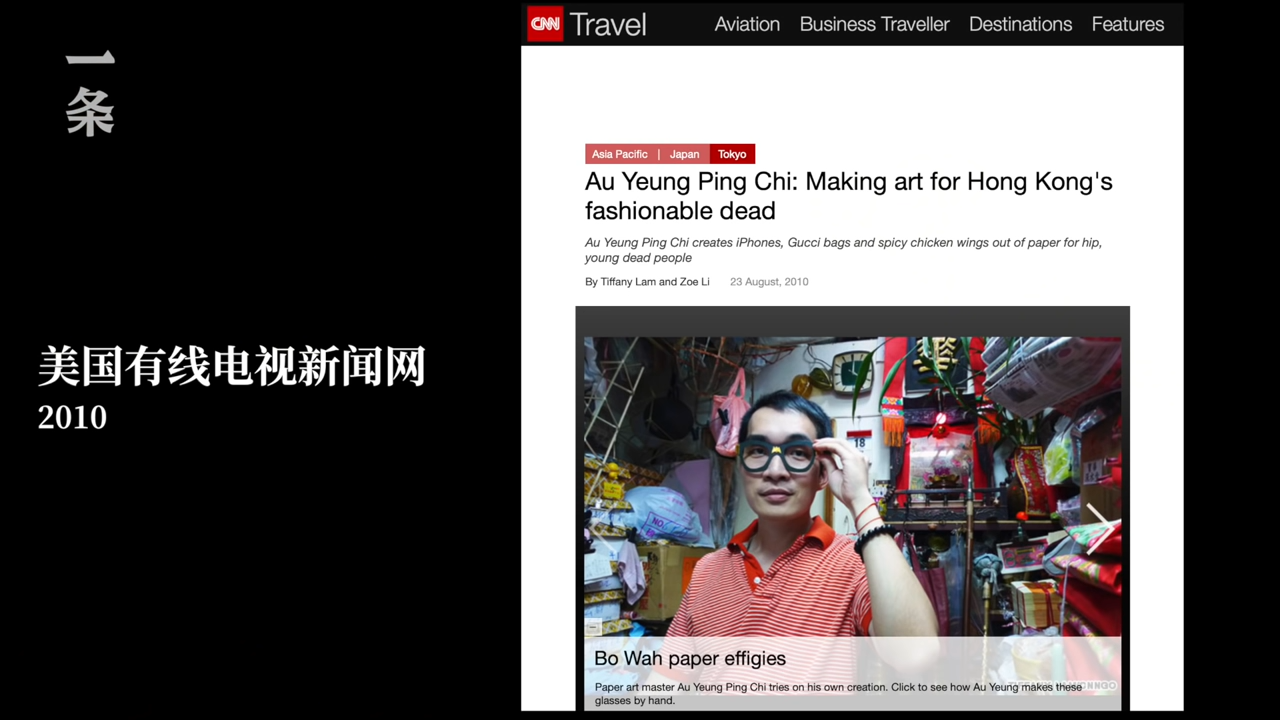 一
条
美国有线电视新闻网
2010
CNN Travel Aviation Business Traveller Destinations Features
Asia Pacific | Japan Tokyo
Au Yeung Ping Chi: Making art for Hong Kong's
fashionable dead
Au Yeung Ping Chi creates iPhones, Gucci bags and spicy chicken wings out of paper for hip,
young dead people
By Tiffany Lam and Zoe Li 23 August, 2010
18
NO.
Bo Wah paper effigies
Paper art master Au Yeung Ping Chi tries on his own creation. Click to see how Au Yeung makes these
glasses by hand.